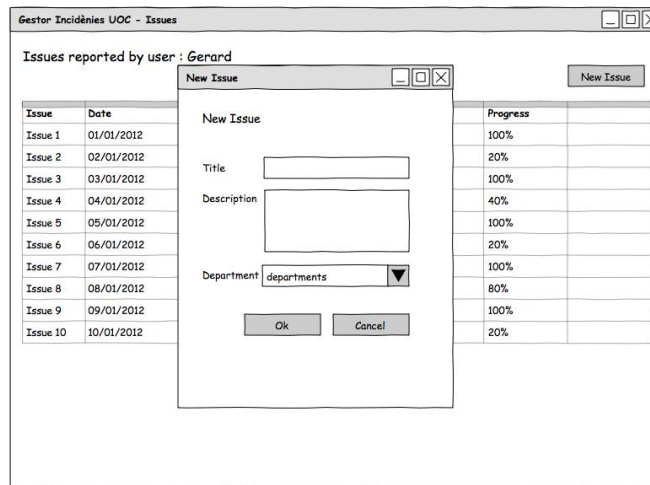 Gestor Incidènies UOC - Issues
Issues reported by user : Gerard
New Issue
Issue Date Progress
Issue 1 01/01/2012 100%
Issue 2 02/01/2012 20%
Issue 3 03/01/2012 100%
Issue 4 04/01/2012 40%
Issue 5 05/01/2012 100%
Issue 6 06/01/2012 20%
Issue 7 07/01/2012 100%
Issue 8 08/01/2012 80%
Issue 9 09/01/2012 100%
Issue 10 10/01/2012 20%
New Issue
New Issue
Title
Description
Department departments
Ok Cancel